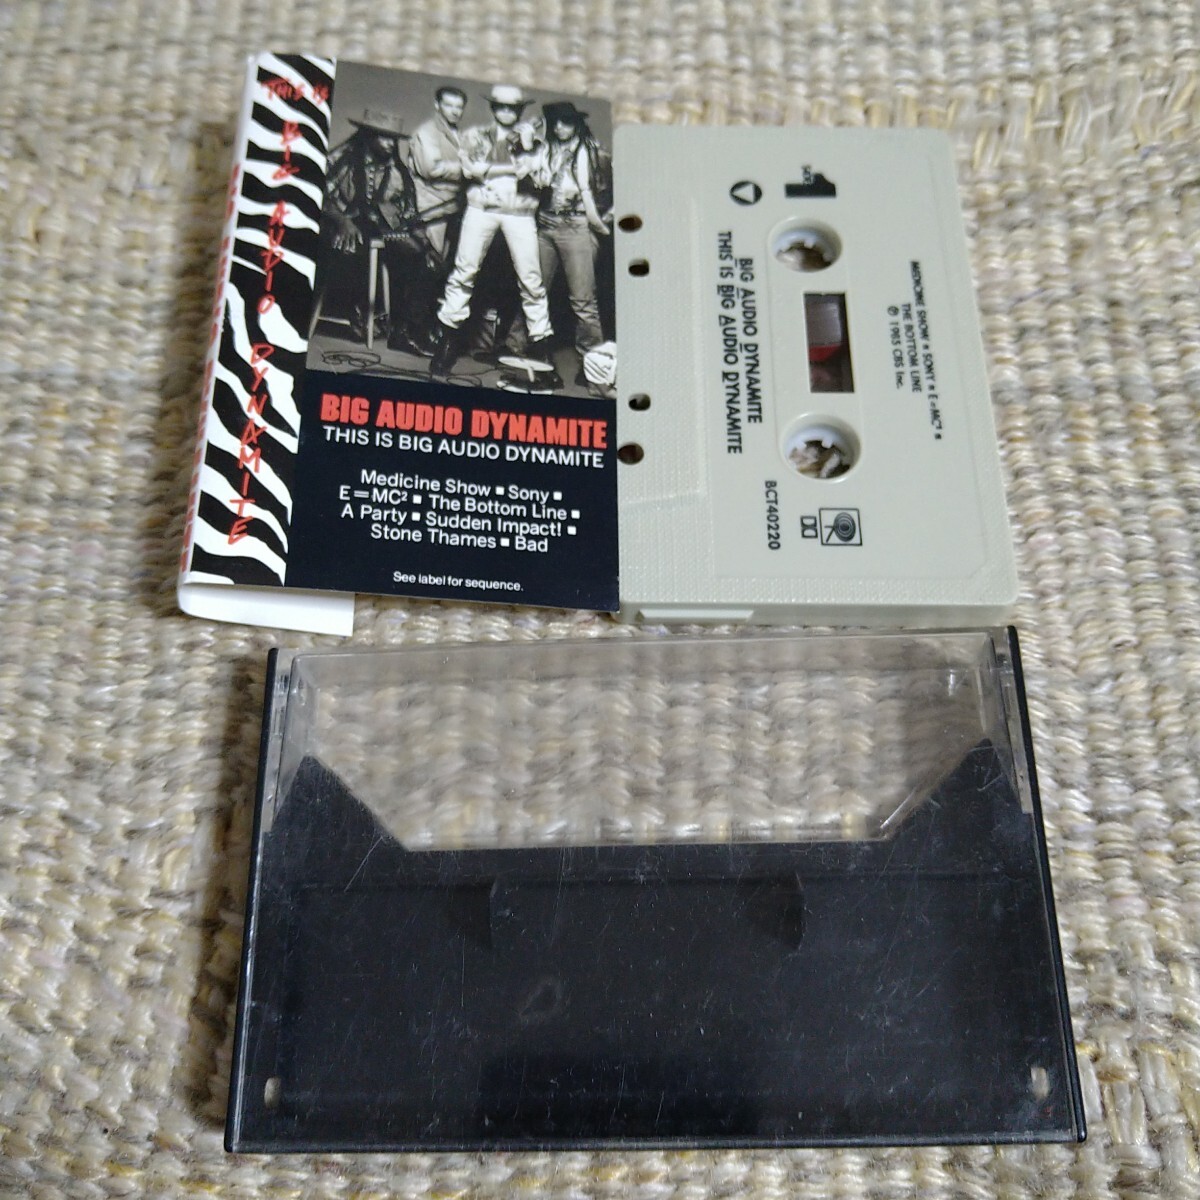 THIS IS BIG AUDIO DYNAMITE
BIG AUDIO DYNAMITE
THIS IS BIG AUDIO DYNAMITE
Medicine Show ■ Sony ■
E=MC² ■ The Bottom Line ■
A Party ■ Sudden Impact! ■
Stone Thames ■ Bad
See label for sequence.
SIDE 1
BIG AUDIO DYNAMITE
THIS IS BIG AUDIO DYNAMITE
BCT40220
MEDICINE SHOW ■ SONY ■ E=MC² ■
THE BOTTOM LINE
℗ 1985 CBS Inc.